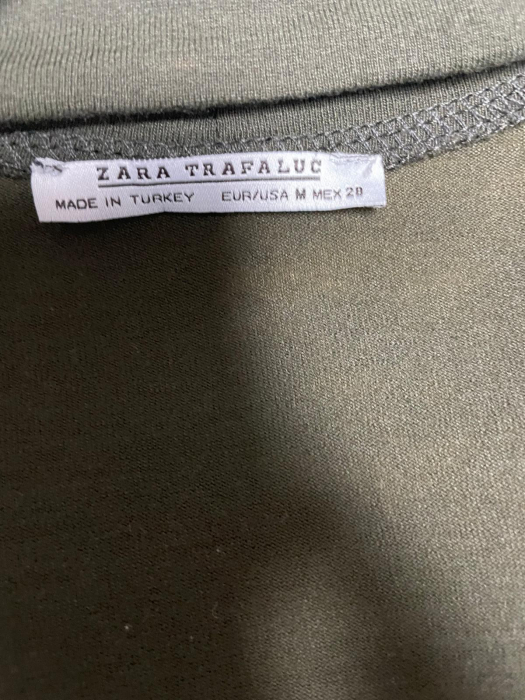 ZARA TRAFALUC
MADE IN TURKEY EUR/USA M MEX 28